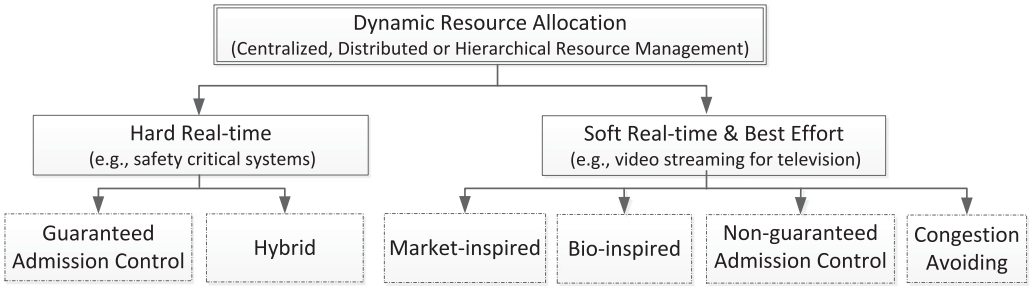 Dynamic Resource Allocation
(Centralized, Distributed or Hierarchical Resource Management)
Hard Real-time
(e.g., safety critical systems)
Soft Real-time & Best Effort
(e.g., video streaming for television)
Guaranteed
Admission Control
Hybrid
Market-inspired
Bio-inspired
Non-guaranteed
Admission Control
Congestion
Avoiding